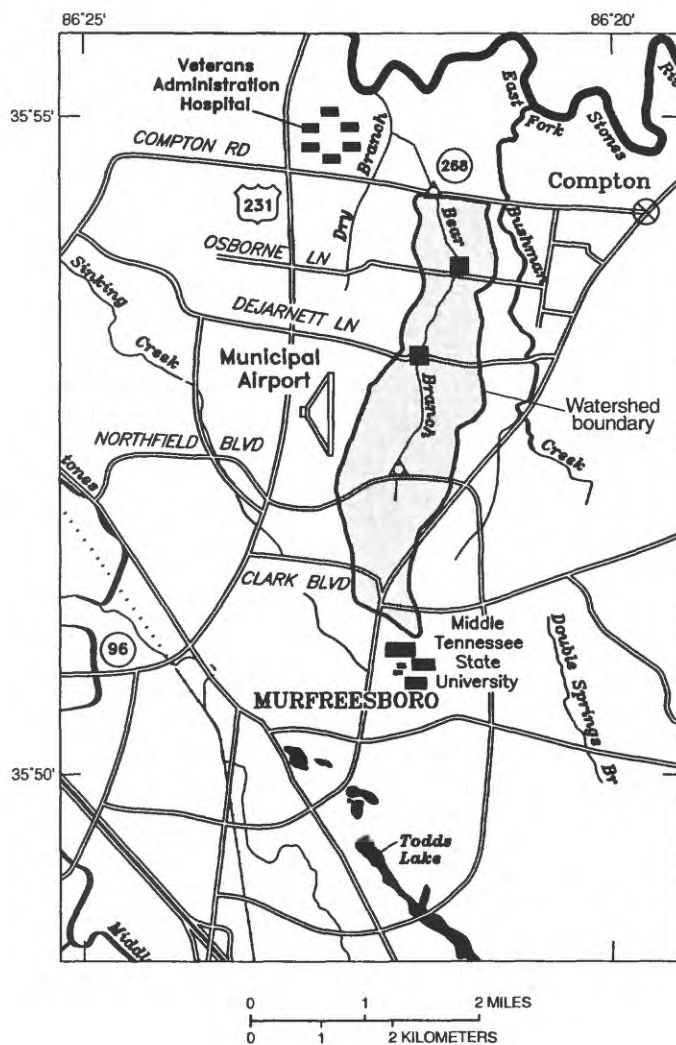 86°25'
86°20'
35°55'
Veterans
Administration
Hospital
Dry Branch
East Fork Stones
COMPTON RD
268
Compton
231
Bear
Bushman
OSBORNE LN
Sinking
Creek
DEJARNETT LN
Municipal
Airport
Branch
Watershed
boundary
NORTHFIELD BLVD
Creek
tones
CLARK BLVD
Middle
Tennessee
State
University
Double Springs Br
96
MURFREESBORO
35°50'
Todds
Lake
Middl
0 1 2 MILES
0 1 2 KILOMETERS